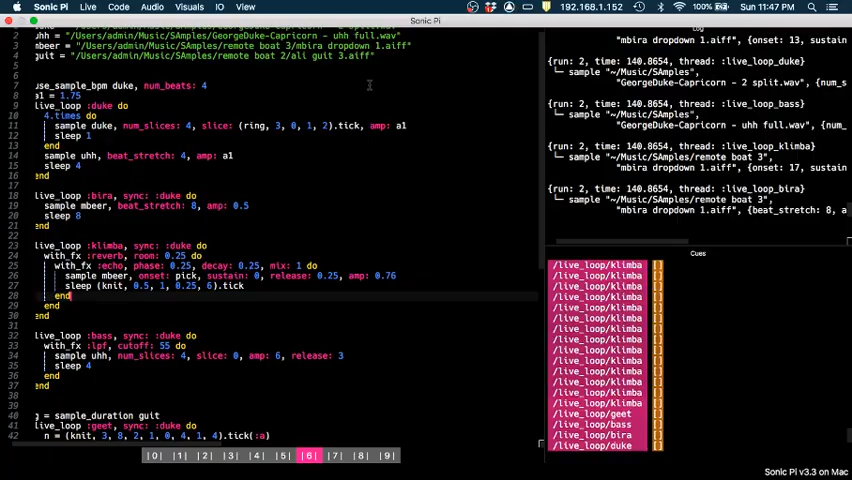 Live Code Audio Visuals IO View 192.168.1.152 100% Sun 11:47 PM
Sonic Pi
uhh = "/Users/admin/Music/SAmples/GeorgeDuke-Capricorn - uhh full.wav"
mbeer = "/Users/admin/Music/SAmples/remote boat 3/mbira dropdown 1.aiff"
guit = "/Users/admin/Music/SAmples/remote boat 2/all guit 3.aiff"
use_sample_bpm duke, num_beats: 4
a1 = 1.75
live_loop :duke do
4.times do
sample duke, num_slices: 4, slice: (ring, 3, 0, 1, 2).tick, amp: a1
sleep 1
end
sample uhh, beat_stretch: 4, amp: a1
sleep 4
end
live_loop :bira, sync: :duke do
sample mbeer, beat_stretch: 8, amp: 0.5
sleep 8
end
live_loop :klimba, sync: :duke do
with_fx :reverb, room: 0.25 do
with_fx :echo, phase: 0.25, decay: 0.25, mix: 1 do
sample mbeer, onset: pick, sustain: 0, release: 0.25, amp: 0.76
sleep (knit, 0.5, 1, 0.25, 6).tick
end
end
end
live_loop :bass, sync: :duke do
with_fx :lpf, cutoff: 55 do
sample uhh, num_slices: 4, slice: 0, amp: 6, release: 3
sleep 4
end
end
g = sample_duration guit
live_loop :geet, sync: :duke do
n = (knit, 3, 8, 2, 1, 0, 4, 1, 4).tick(:a)
|0| |1| |2| |3| |4| |5| |6| |7| |8| |9|
Log
"mbira dropdown 1.aiff", {onset: 13, sustain
{run: 2, time: 140.8654, thread: :live_loop_duke}
sample "~/Music/SAmples",
"GeorgeDuke-Capricorn - 2 split.wav", {num_s
{run: 2, time: 140.8654, thread: :live_loop_bass}
sample "~/Music/SAmples",
"GeorgeDuke-Capricorn - uhh full.wav", {num_
{run: 2, time: 140.8654, thread: :live_loop_klimba}
sample "~/Music/SAmples/remote boat 3",
"mbira dropdown 1.aiff", {onset: 17, sustain
{run: 2, time: 140.8654, thread: :live_loop_bira}
sample "~/Music/SAmples/remote boat 3",
"mbira dropdown 1.aiff", {beat_stretch: 8, a
Cues
/live_loop/klimba []
/live_loop/klimba []
/live_loop/klimba []
/live_loop/klimba []
/live_loop/klimba []
/live_loop/klimba []
/live_loop/klimba []
/live_loop/klimba []
/live_loop/klimba []
/live_loop/klimba []
/live_loop/klimba []
/live_loop/klimba []
/live_loop/klimba []
/live_loop/klimba []
/live_loop/geet []
/live_loop/bass []
/live_loop/bira []
/live_loop/duke []
Sonic Pi v3.3 on Mac